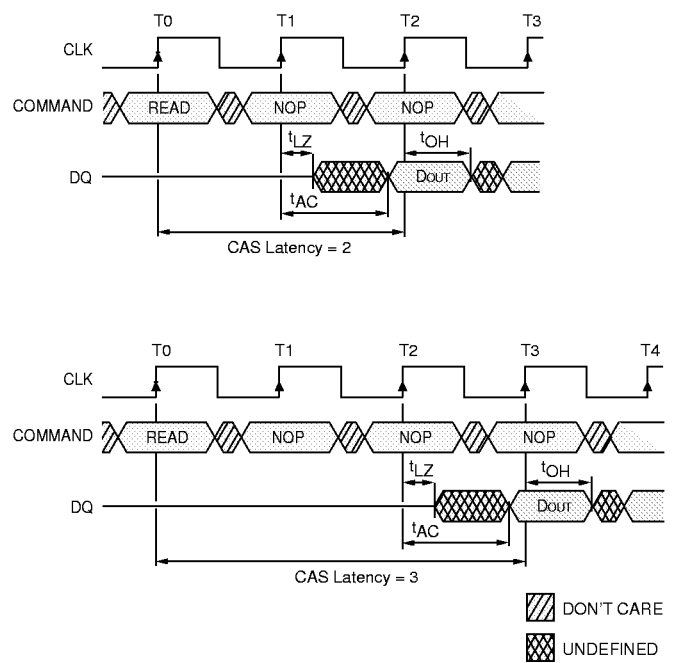 T0 T1 T2 T3
CLK
COMMAND READ NOP NOP
tLZ tOH
DQ DOUT
tAC
CAS Latency = 2
T0 T1 T2 T3 T4
CLK
COMMAND READ NOP NOP NOP
tLZ tOH
DQ DOUT
tAC
CAS Latency = 3
DON'T CARE
UNDEFINED